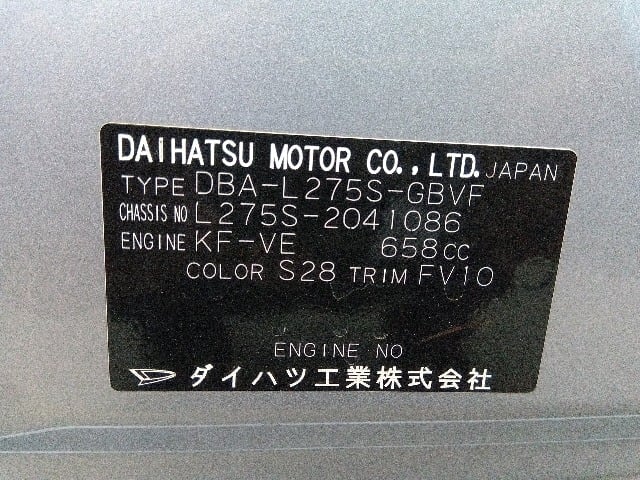 DAIHATSU MOTOR CO., LTD. JAPAN
TYPE DBA-L275S-GBVF
CHASSIS NO L275S-2041086
ENGINE KF-VE 658CC
COLOR S28 TRIM FV10
ENGINE NO
ダイハツ工業株式会社